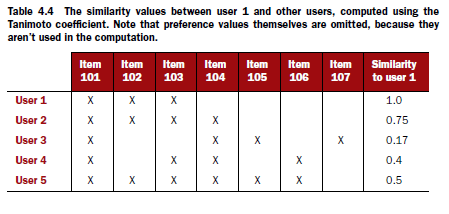 Table 4.4 The similarity values between user 1 and other users, computed using the
Tanimoto coefficient. Note that preference values themselves are omitted, because they
aren't used in the computation.
Item 101 Item 102 Item 103 Item 104 Item 105 Item 106 Item 107 Similarity to user 1
User 1 X X X 1.0
User 2 X X X X 0.75
User 3 X X X X 0.17
User 4 X X X X 0.4
User 5 X X X X X X 0.5